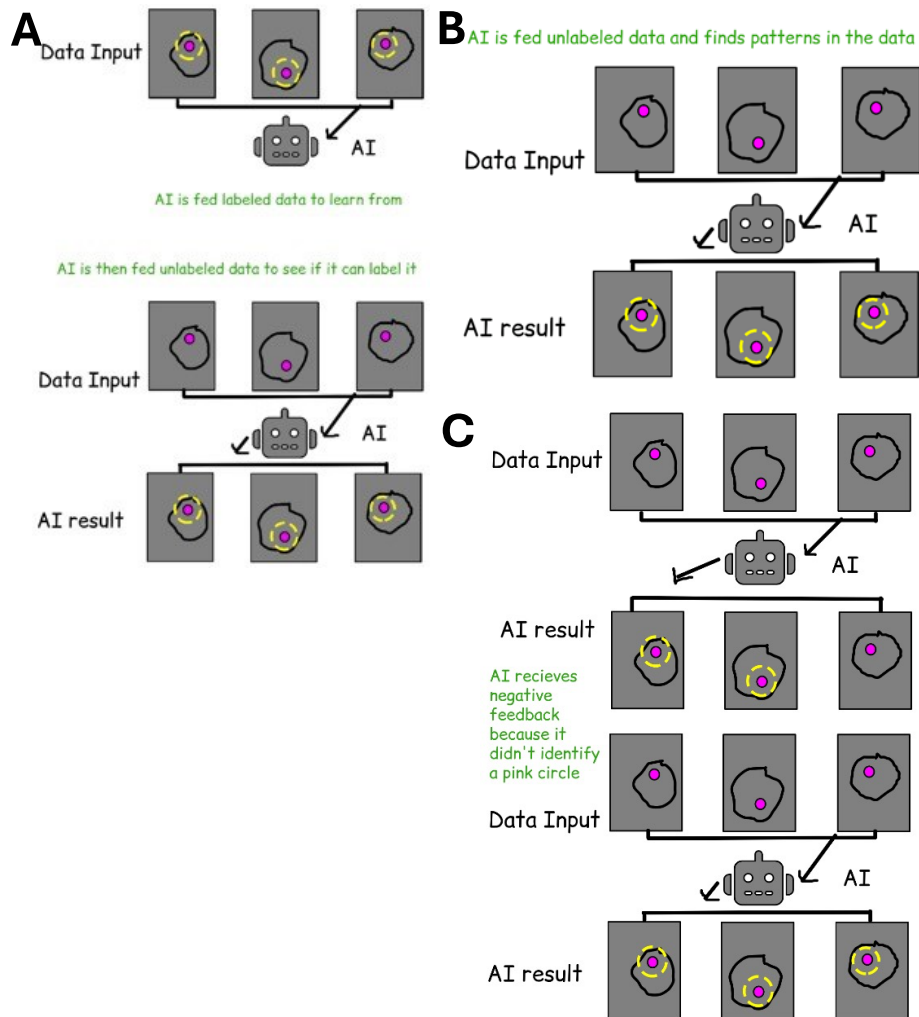 A
Data Input
AI
AI is fed labeled data to learn from
AI is then fed unlabeled data to see if it can label it
Data Input
AI
AI result
B
AI is fed unlabeled data and finds patterns in the data
Data Input
AI
AI result
C
Data Input
AI
AI result
AI recieves
negative
feedback
because it
didn't identify
a pink circle
Data Input
AI
AI result